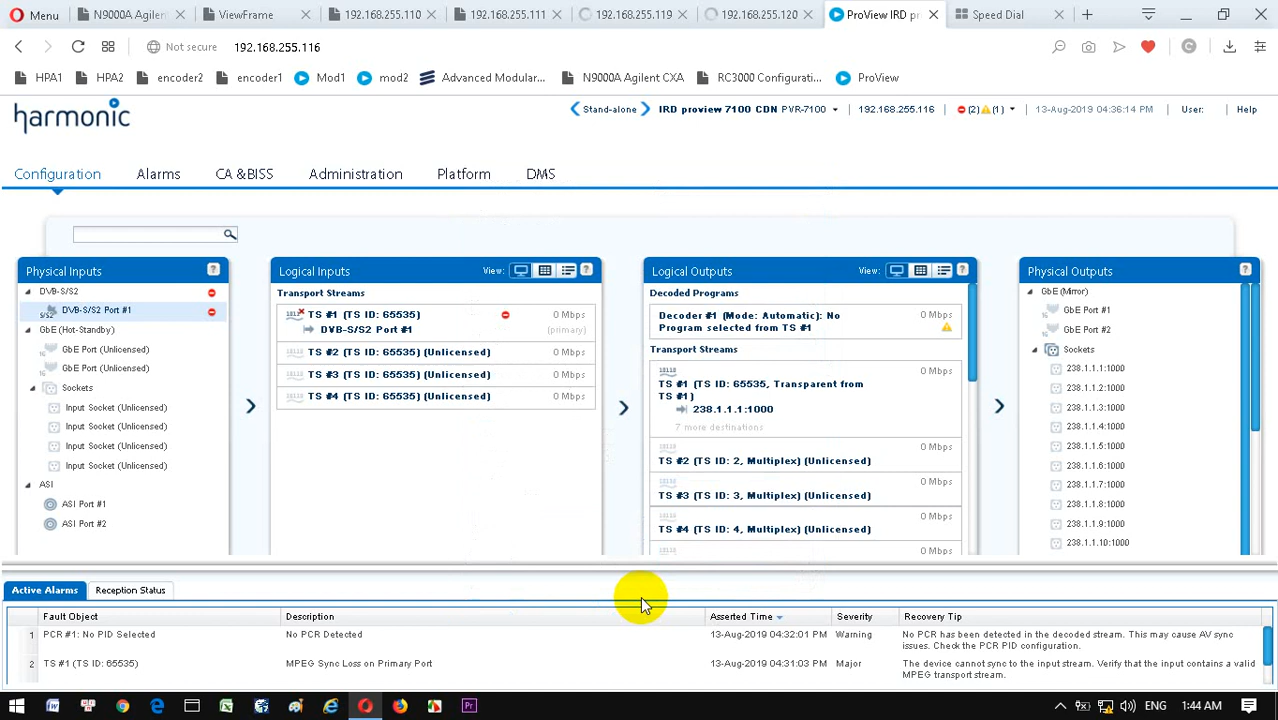 Menu
N9000A Agilent
ViewFrame
192.168.255.110
192.168.255.111
192.168.255.119
192.168.255.120
ProView IRD pr
Speed Dial
Not secure
192.168.255.116
HPA1
HPA2
encoder2
encoder1
Mod1
mod2
Advanced Modular...
N9000A Agilent CXA
RC3000 Configurati...
ProView
harmonic
Stand-alone
IRD proview 7100 CDN PVR-7100
192.168.255.116
(2) (1)
13-Aug-2019 04:36:14 PM
User:
Help
Configuration
Alarms
CA &BISS
Administration
Platform
DMS
Physical Inputs
?
DVB-S/S2
DVB-S/S2 Port #1
GbE (Hot-Standby)
GbE Port (Unlicensed)
GbE Port (Unlicensed)
Sockets
Input Socket (Unlicensed)
Input Socket (Unlicensed)
Input Socket (Unlicensed)
Input Socket (Unlicensed)
ASI
ASI Port #1
ASI Port #2
Logical Inputs
View:
?
Transport Streams
TS #1 (TS ID: 65535)
0 Mbps
DVB-S/S2 Port #1
(primary)
TS #2 (TS ID: 65535) (Unlicensed)
0 Mbps
TS #3 (TS ID: 65535) (Unlicensed)
0 Mbps
TS #4 (TS ID: 65535) (Unlicensed)
0 Mbps
Logical Outputs
View:
?
Decoded Programs
Decoder #1 (Mode: Automatic): No
Program selected from TS #1
0 Mbps
Transport Streams
0 Mbps
TS #1 (TS ID: 65535, Transparent from
TS #1)
238.1.1.1:1000
7 more destinations
0 Mbps
TS #2 (TS ID: 2, Multiplex) (Unlicensed)
0 Mbps
TS #3 (TS ID: 3, Multiplex) (Unlicensed)
0 Mbps
TS #4 (TS ID: 4, Multiplex) (Unlicensed)
0 Mbps
Physical Outputs
?
GbE (Mirror)
GbE #1
GbE #2
Sockets
238.1.1.1:1000
238.1.1.2:1000
238.1.1.3:1000
238.1.1.4:1000
238.1.1.5:1000
238.1.1.6:1000
238.1.1.7:1000
238.1.1.8:1000
238.1.1.9:1000
238.1.1.10:1000
Active Alarms
Reception Status
Fault Object
Description
Asserted Time
Severity
Recovery Tip
1
PCR #1: No PID Selected
No PCR Detected
13-Aug-2019 04:32:01 PM
Warning
No PCR has been detected in the decoded stream. This may cause AV sync
issues. Check the PCR PID configuration.
2
TS #1 (TS ID: 65535)
MPEG Sync Loss on Primary Port
13-Aug-2019 04:31:03 PM
Major
The device cannot sync to the input stream. Verify that the input contains a valid
MPEG transport stream.
ENG
1:44 AM